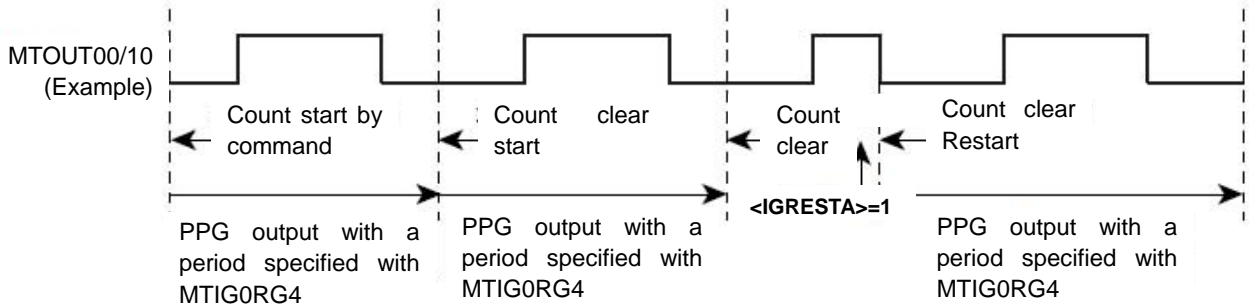 MTOUT00/10
(Example)
Count start by
command
Count clear
start
Count
clear
Count clear
Restart
<IGRESTA>=1
PPG output with a
period specified with
MTIG0RG4
PPG output with a
period specified with
MTIG0RG4
PPG output with a
period specified with
MTIG0RG4